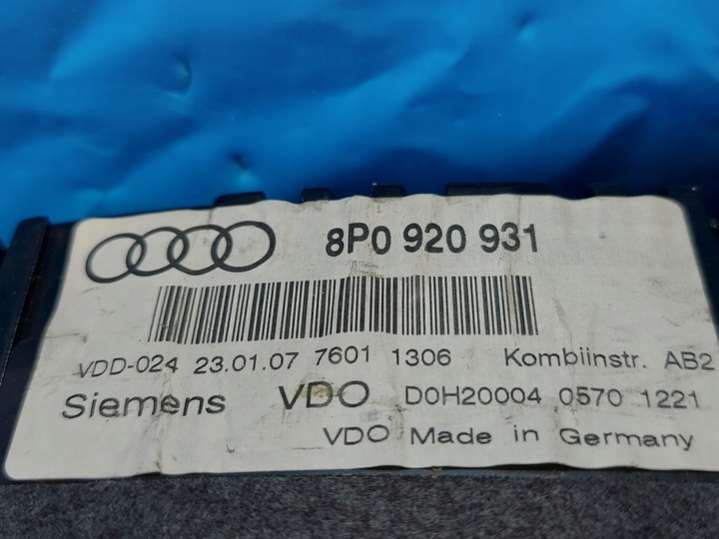 8P0 920 931
VDD-024 23.01.07 7601 1306 Kombiinstr. AB2
Siemens VDO D0H20004 0570 1221
VDO Made in Germany